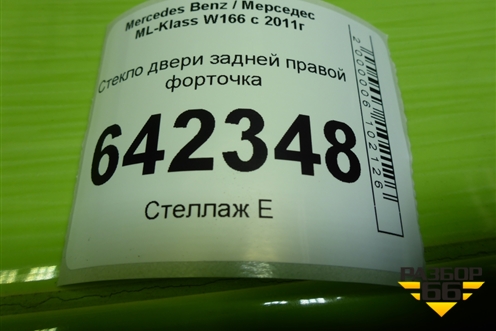 Mercedes Benz / Мерседес
ML-Klass W166 с 2011г
Стекло двери задней правой
форточка
642348
Стеллаж Е
2000006102126
РАЗБОР
66